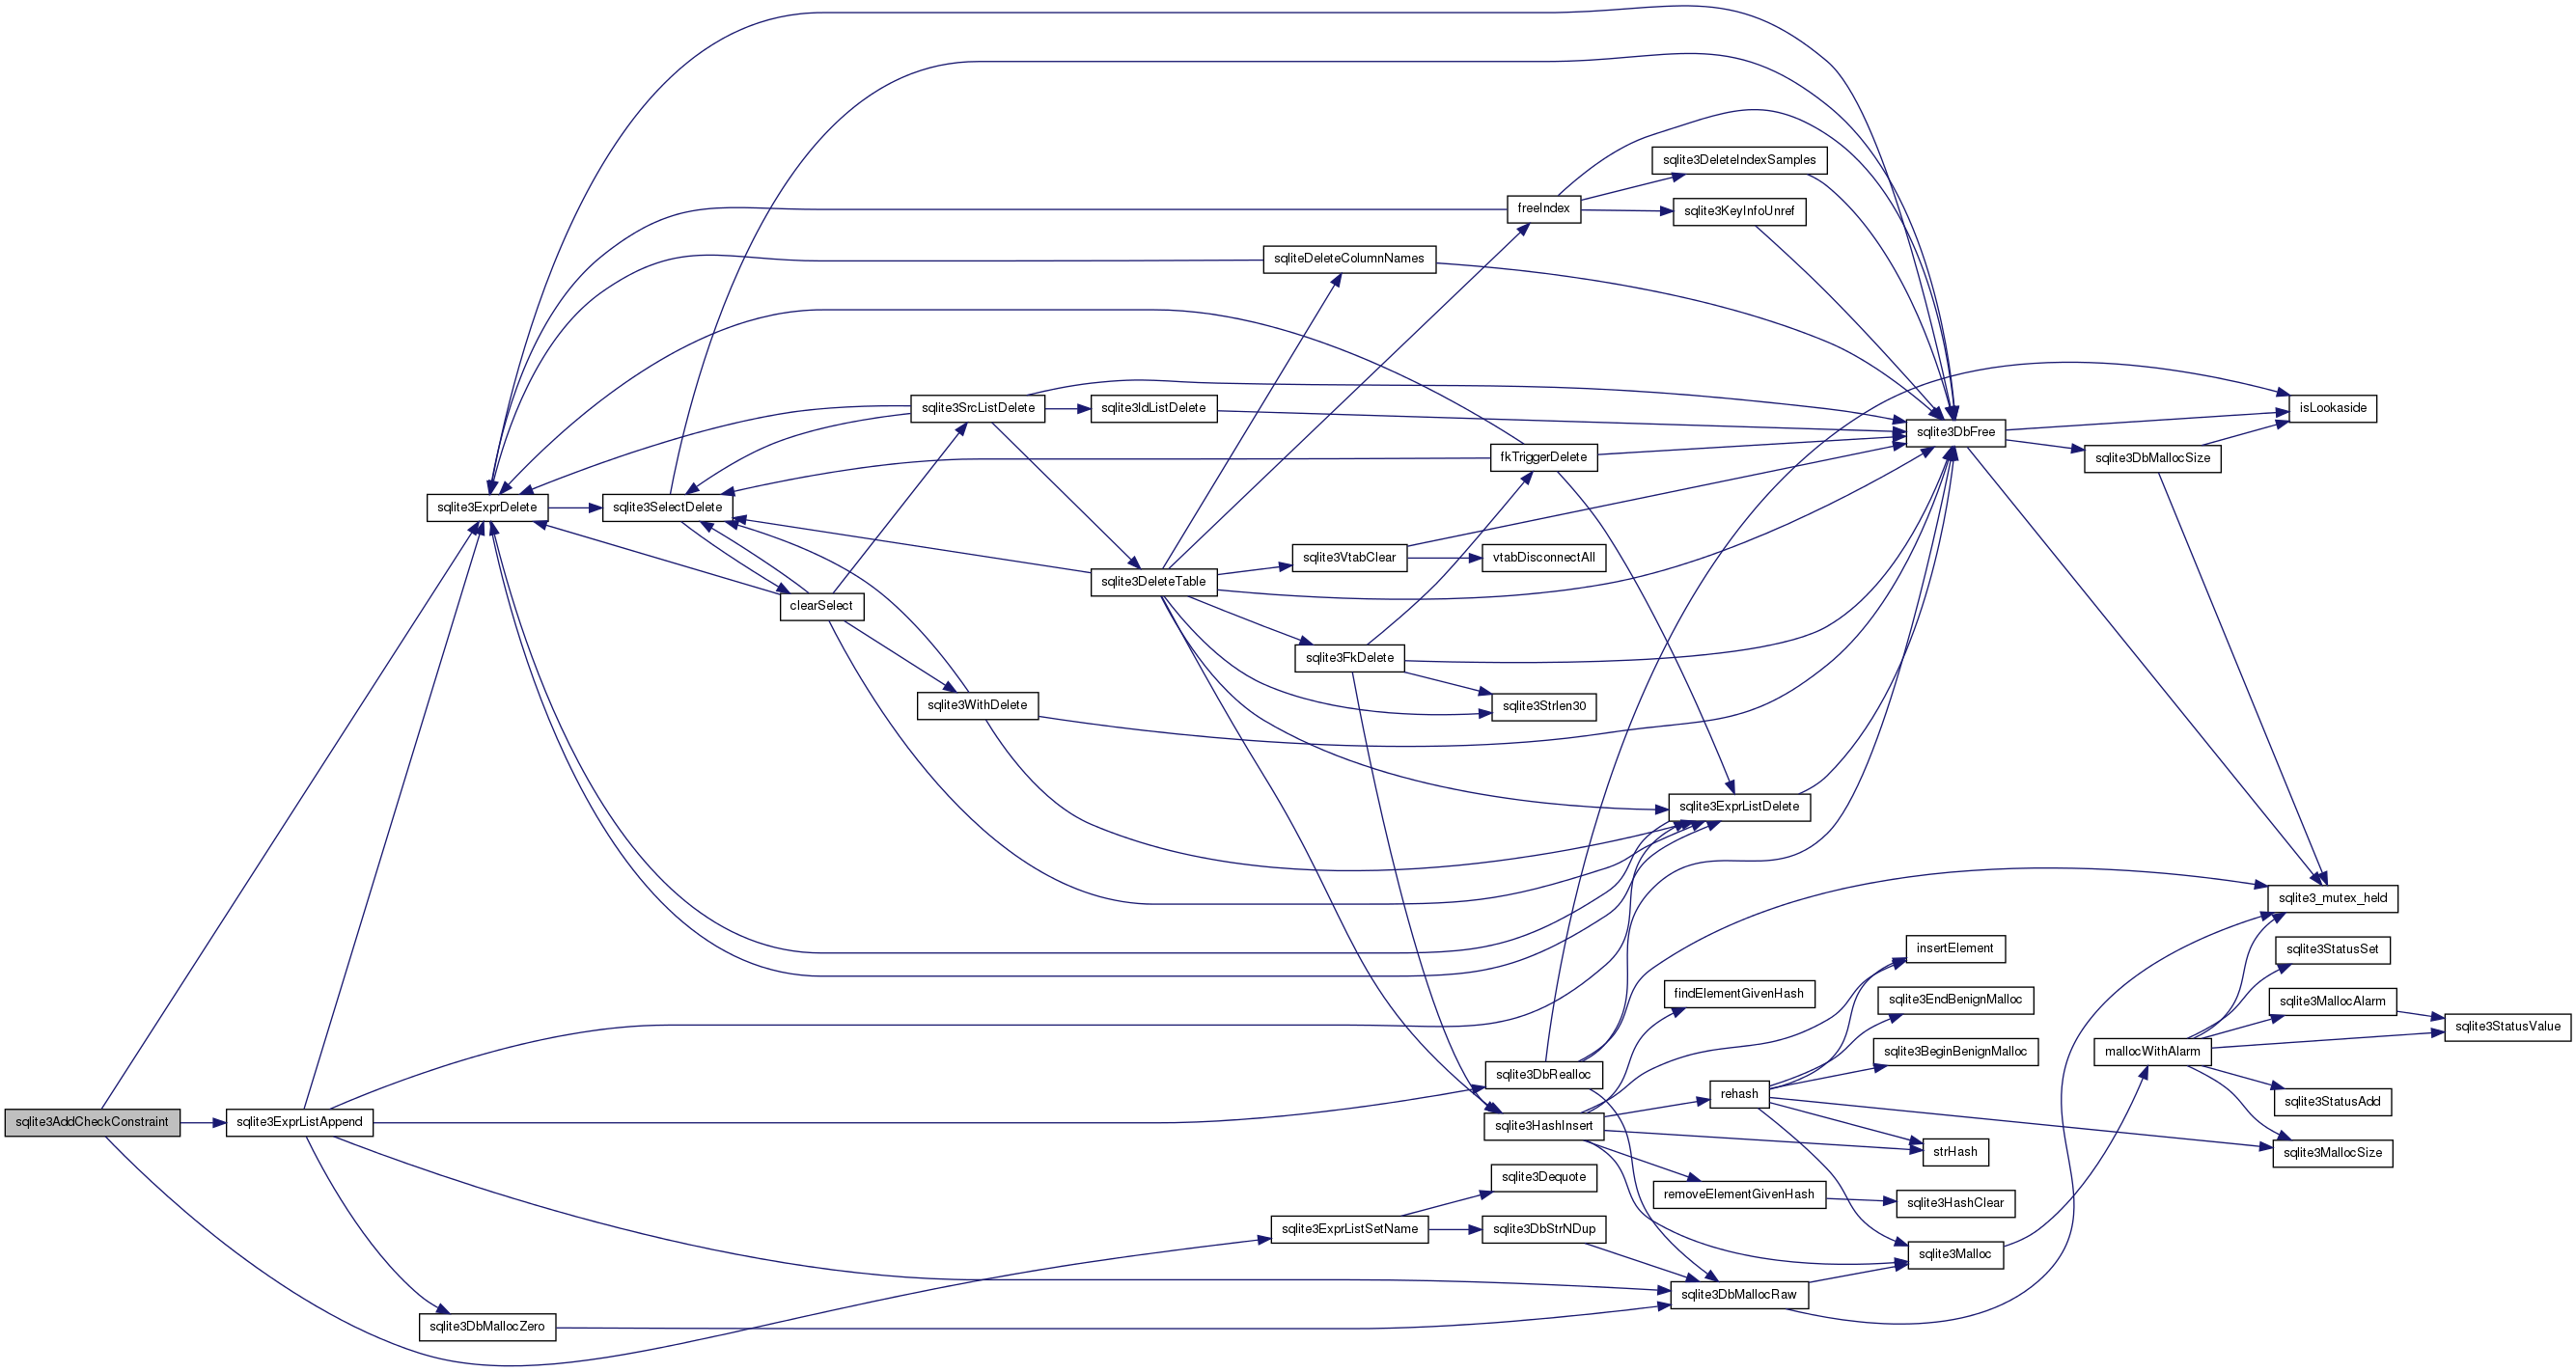 sqlite3DeleteIndexSamples
freeIndex
sqlite3KeyInfoUnref
sqliteDeleteColumnNames
sqlite3SrcListDelete
sqlite3IdListDelete
isLookaside
sqlite3DbFree
fkTriggerDelete
sqlite3DbMallocSize
sqlite3ExprDelete
sqlite3SelectDelete
sqlite3VtabClear
vtabDisconnectAll
sqlite3DeleteTable
clearSelect
sqlite3FkDelete
sqlite3WithDelete
sqlite3Strlen30
sqlite3ExprListDelete
sqlite3_mutex_held
insertElement
sqlite3StatusSet
findElementGivenHash
sqlite3EndBenignMalloc
sqlite3MallocAlarm
sqlite3StatusValue
sqlite3BeginBenignMalloc
mallocWithAlarm
sqlite3DbRealloc
rehash
sqlite3StatusAdd
sqlite3AddCheckConstraint
sqlite3ExprListAppend
sqlite3HashInsert
strHash
sqlite3MallocSize
sqlite3Dequote
removeElementGivenHash
sqlite3HashClear
sqlite3ExprListSetName
sqlite3DbStrNDup
sqlite3Malloc
sqlite3DbMallocRaw
sqlite3DbMallocZero